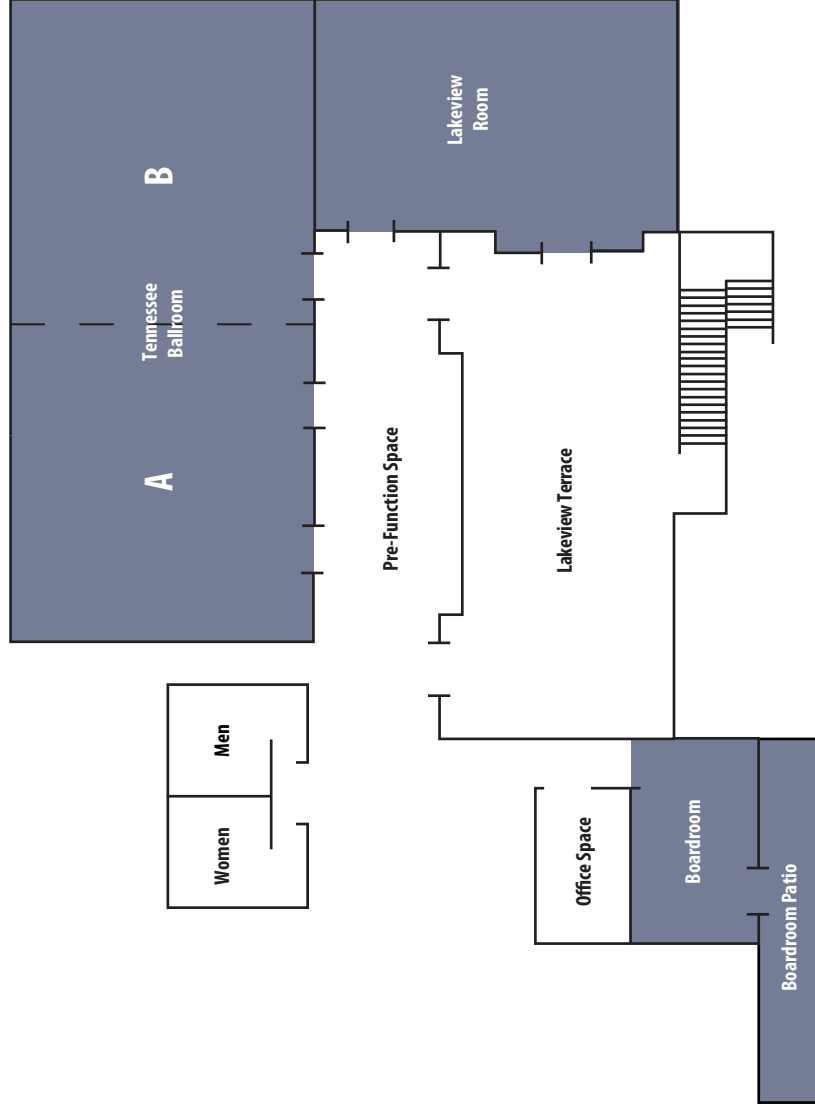 Tennessee
Ballroom
A
B
Lakeview
Room
Pre-Function Space
Lakeview Terrace
Women
Men
Office Space
Boardroom
Boardroom Patio